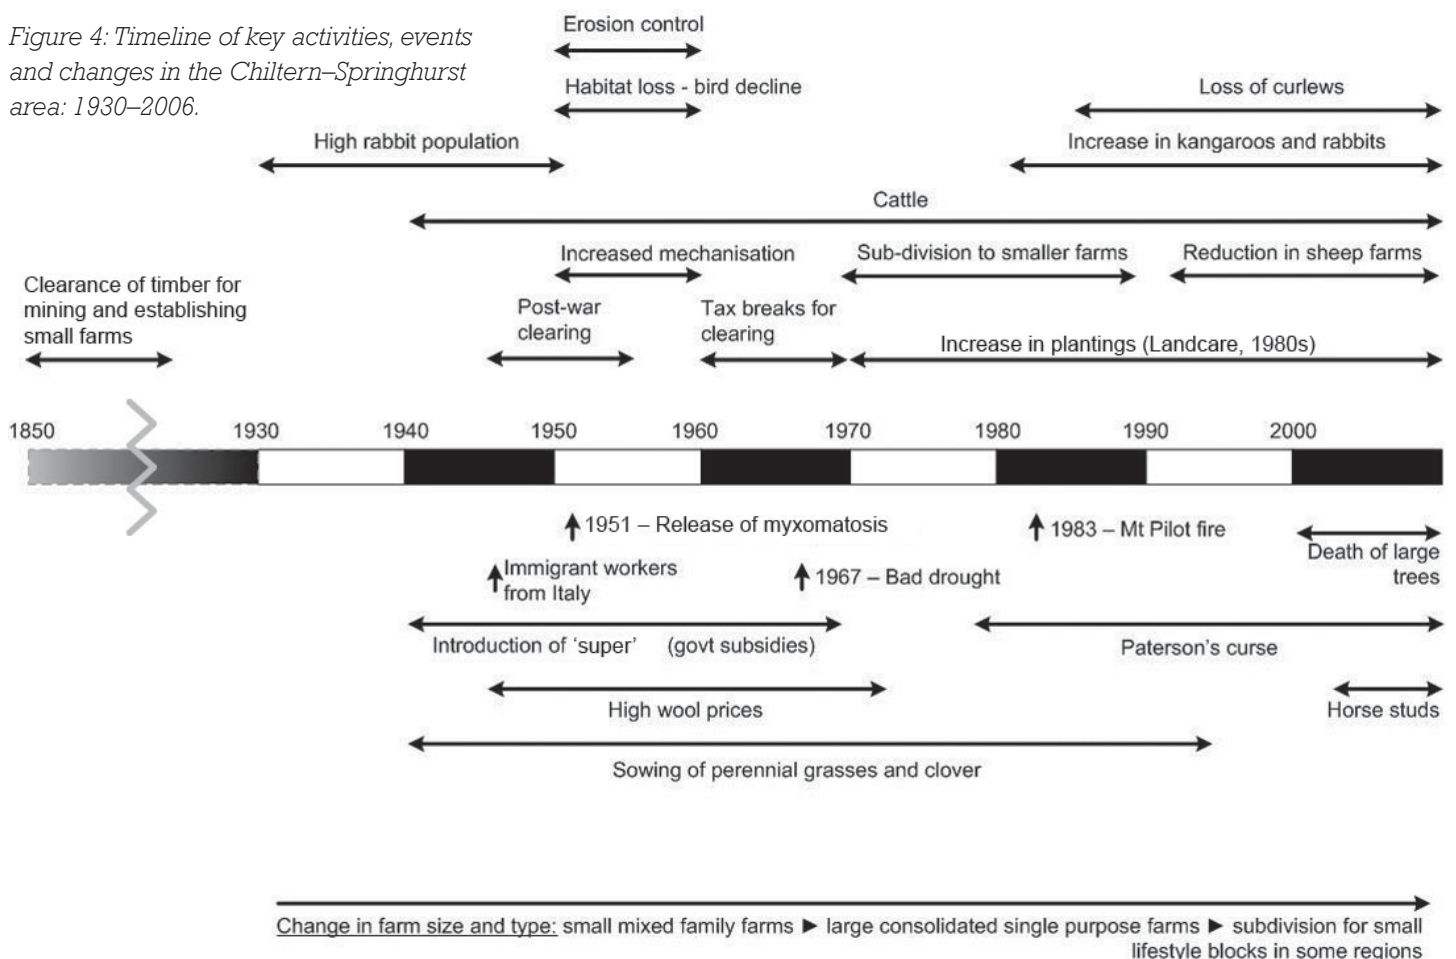 Figure 4: Timeline of key activities, events
and changes in the Chiltern–Springhurst
area: 1930–2006.
Erosion control
Habitat loss - bird decline
Loss of curlews
High rabbit population
Increase in kangaroos and rabbits
Cattle
Increased mechanisation
Sub-division to smaller farms
Reduction in sheep farms
Clearance of timber for
mining and establishing
small farms
Post-war
clearing
Tax breaks for
clearing
Increase in plantings (Landcare, 1980s)
1850 1930 1940 1950 1960 1970 1980 1990 2000
1951 – Release of myxomatosis
1983 – Mt Pilot fire
Death of large
trees
Immigrant workers
from Italy
1967 – Bad drought
Introduction of ‘super’ (govt subsidies)
Paterson’s curse
High wool prices
Horse studs
Sowing of perennial grasses and clover
Change in farm size and type: small mixed family farms ► large consolidated single purpose farms ► subdivision for small
lifestyle blocks in some regions